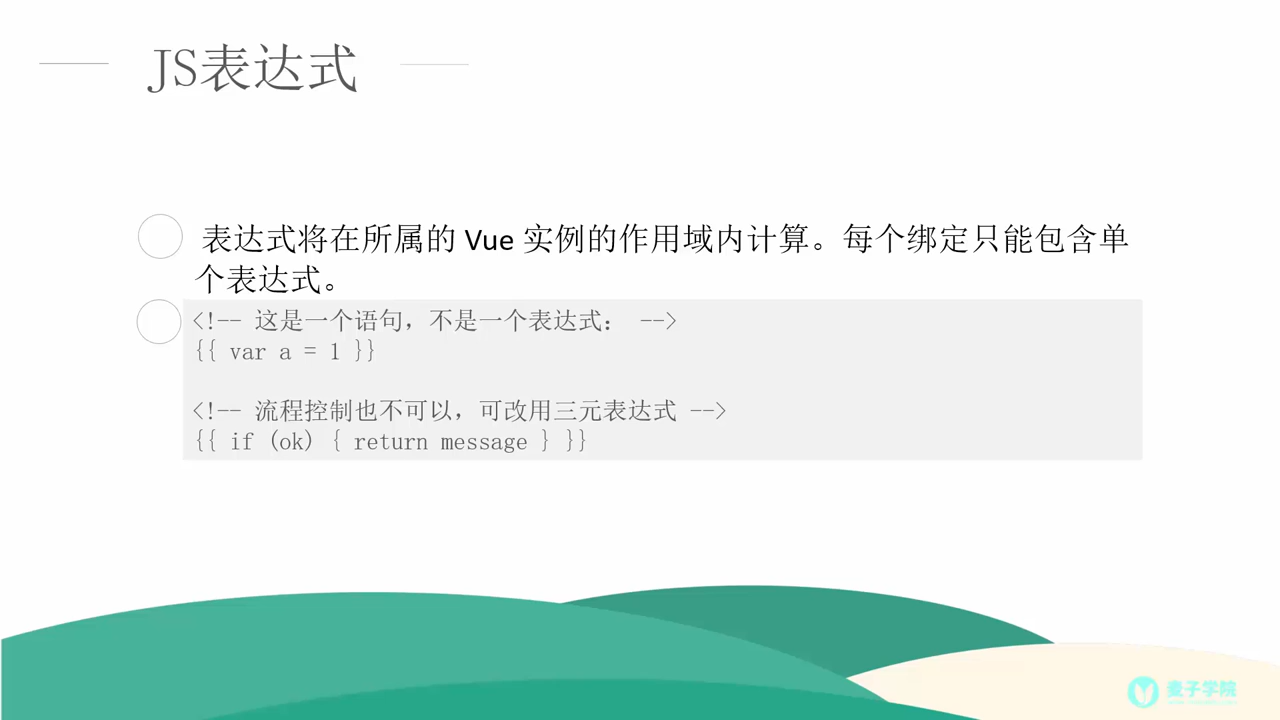 JS表达式
表达式将在所属的 Vue 实例的作用域内计算。每个绑定只能包含单
个表达式。
<!-- 这是一个语句，不是一个表达式： -->
{{ var a = 1 }}
<!-- 流程控制也不可以，可改用三元表达式 -->
{{ if (ok) { return message } }}
麦子学院